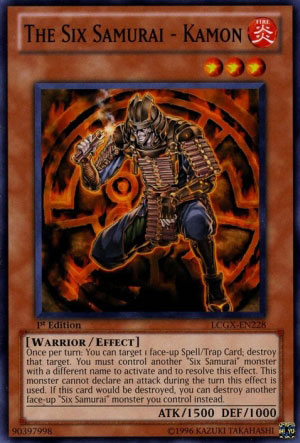 THE SIX SAMURAI - KAMON
FIRE
炎
1st Edition
LCGX-EN228
[WARRIOR / EFFECT]
Once per turn: You can target 1 face-up Spell/Trap Card; destroy
that target. You must control another "Six Samurai" monster
with a different name to activate and to resolve this effect. This
monster cannot declare an attack during the turn this effect is
used. If this card would be destroyed, you can destroy another
face-up "Six Samurai" monster you control instead.
ATK/1500 DEF/1000
90397998
©1996 KAZUKI TAKAHASHI